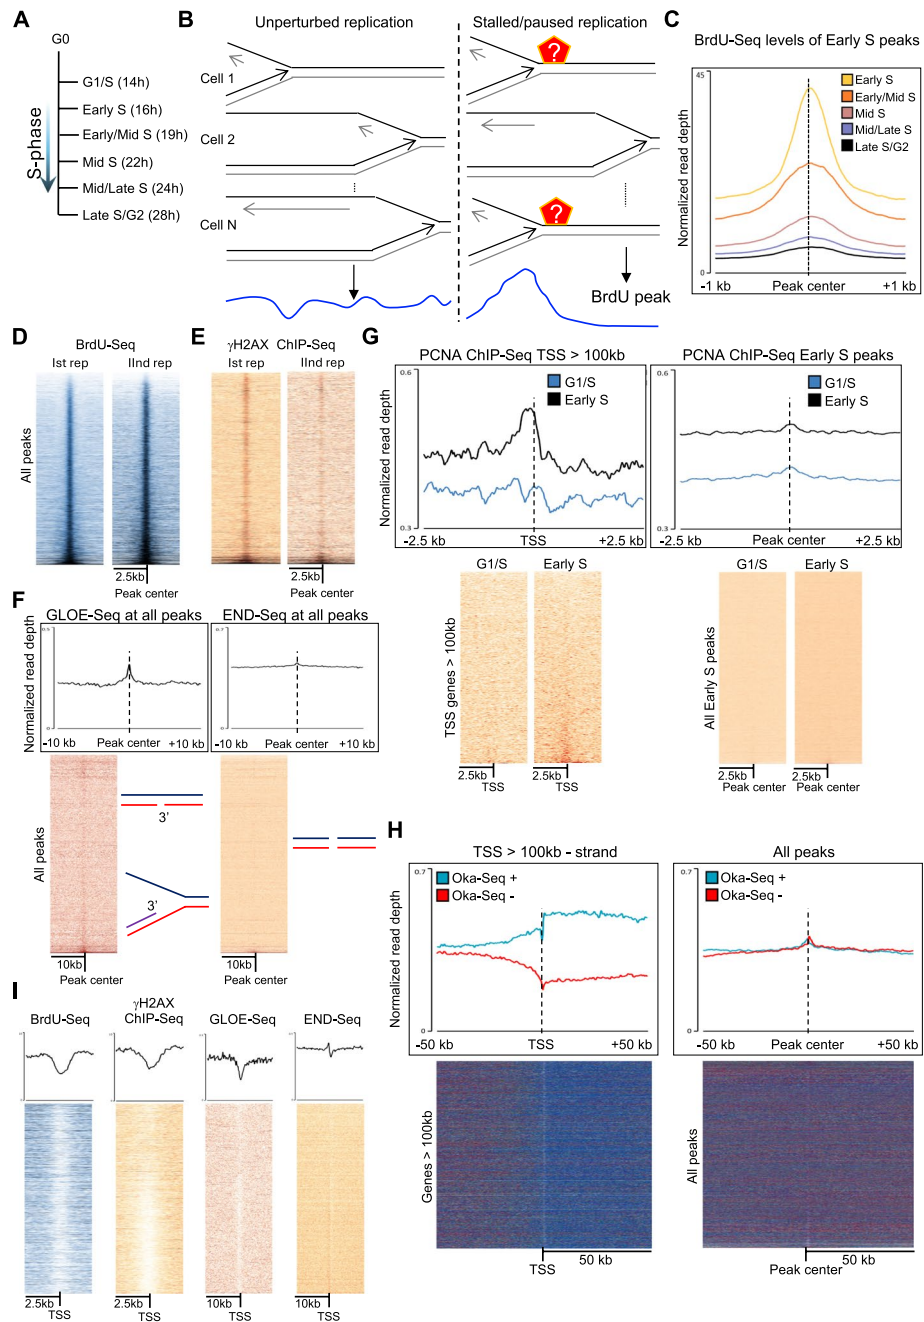 A
G0
G1/S (14h)
Early S (16h)
Early/Mid S (19h)
Mid S (22h)
Mid/Late S (24h)
Late S/G2 (28h)
S-phase
B
Unperturbed replication
Stalled/paused replication
Cell 1
Cell 2
Cell N
?
?
BrdU peak
C
BrdU-Seq levels of Early S peaks
Normalized read depth
45
0
Early S
Early/Mid S
Mid S
Mid/Late S
Late S/G2
-1 kb
Peak center
+1 kb
D
BrdU-Seq
Ist rep
IInd rep
All peaks
2.5kb
Peak center
E
γH2AX ChIP-Seq
Ist rep
IInd rep
2.5kb
Peak center
F
GLOE-Seq at all peaks
END-Seq at all peaks
Normalized read depth
0
0
-10 kb
Peak center
+10 kb
-10 kb
Peak center
+10 kb
All peaks
3’
3’
10kb
Peak center
10kb
Peak center
G
PCNA ChIP-Seq TSS > 100kb
PCNA ChIP-Seq Early S peaks
Normalized read depth
0.6
0.3
G1/S
Early S
G1/S
Early S
-2.5 kb
TSS
+2.5 kb
-2.5 kb
Peak center
+2.5 kb
G1/S
Early S
G1/S
Early S
TSS genes > 100kb
All Early S peaks
2.5kb
TSS
2.5kb
TSS
2.5kb
Peak center
2.5kb
Peak center
H
TSS > 100kb - strand
All peaks
Normalized read depth
0.7
0
Oka-Seq +
Oka-Seq -
0.7
0
Oka-Seq +
Oka-Seq -
-50 kb
TSS
+50 kb
-50 kb
Peak center
+50 kb
Genes > 100kb
All peaks
50 kb
TSS
50 kb
Peak center
I
BrdU-Seq
γH2AX
ChIP-Seq
GLOE-Seq
END-Seq
2.5kb
TSS
2.5kb
TSS
10kb
TSS
10kb
TSS